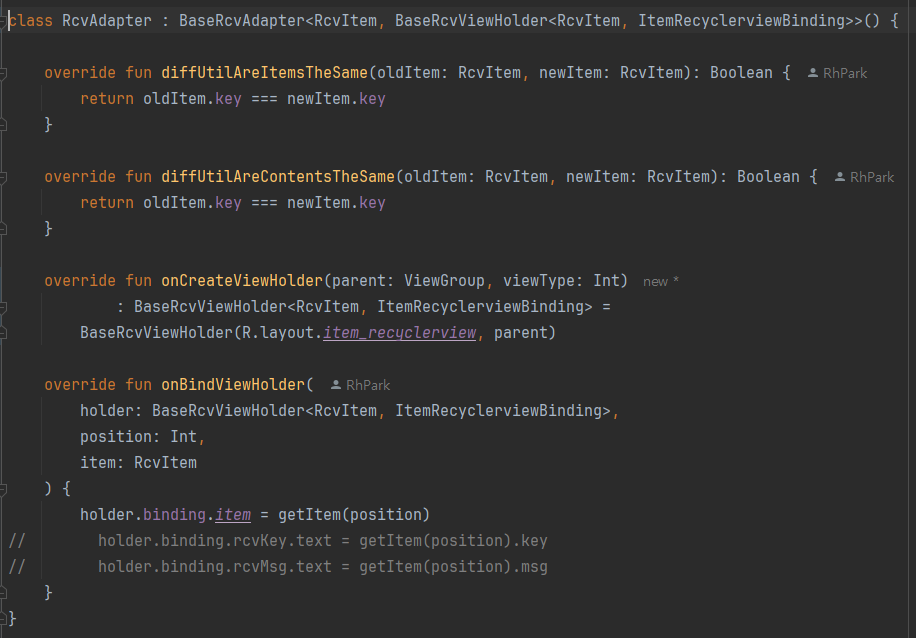 class RcvAdapter : BaseRcvAdapter<RcvItem, BaseRcvViewHolder<RcvItem, ItemRecyclerviewBinding>>() {
override fun diffUtilAreItemsTheSame(oldItem: RcvItem, newItem: RcvItem): Boolean { RhPark
return oldItem.key === newItem.key
}
override fun diffUtilAreContentsTheSame(oldItem: RcvItem, newItem: RcvItem): Boolean { RhPark
return oldItem.key === newItem.key
}
override fun onCreateViewHolder(parent: ViewGroup, viewType: Int) new *
: BaseRcvViewHolder<RcvItem, ItemRecyclerviewBinding> =
BaseRcvViewHolder(R.layout.item_recyclerview, parent)
override fun onBindViewHolder( RhPark
holder: BaseRcvViewHolder<RcvItem, ItemRecyclerviewBinding>,
position: Int,
item: RcvItem
) {
holder.binding.item = getItem(position)
// holder.binding.rcvKey.text = getItem(position).key
// holder.binding.rcvMsg.text = getItem(position).msg
}
}